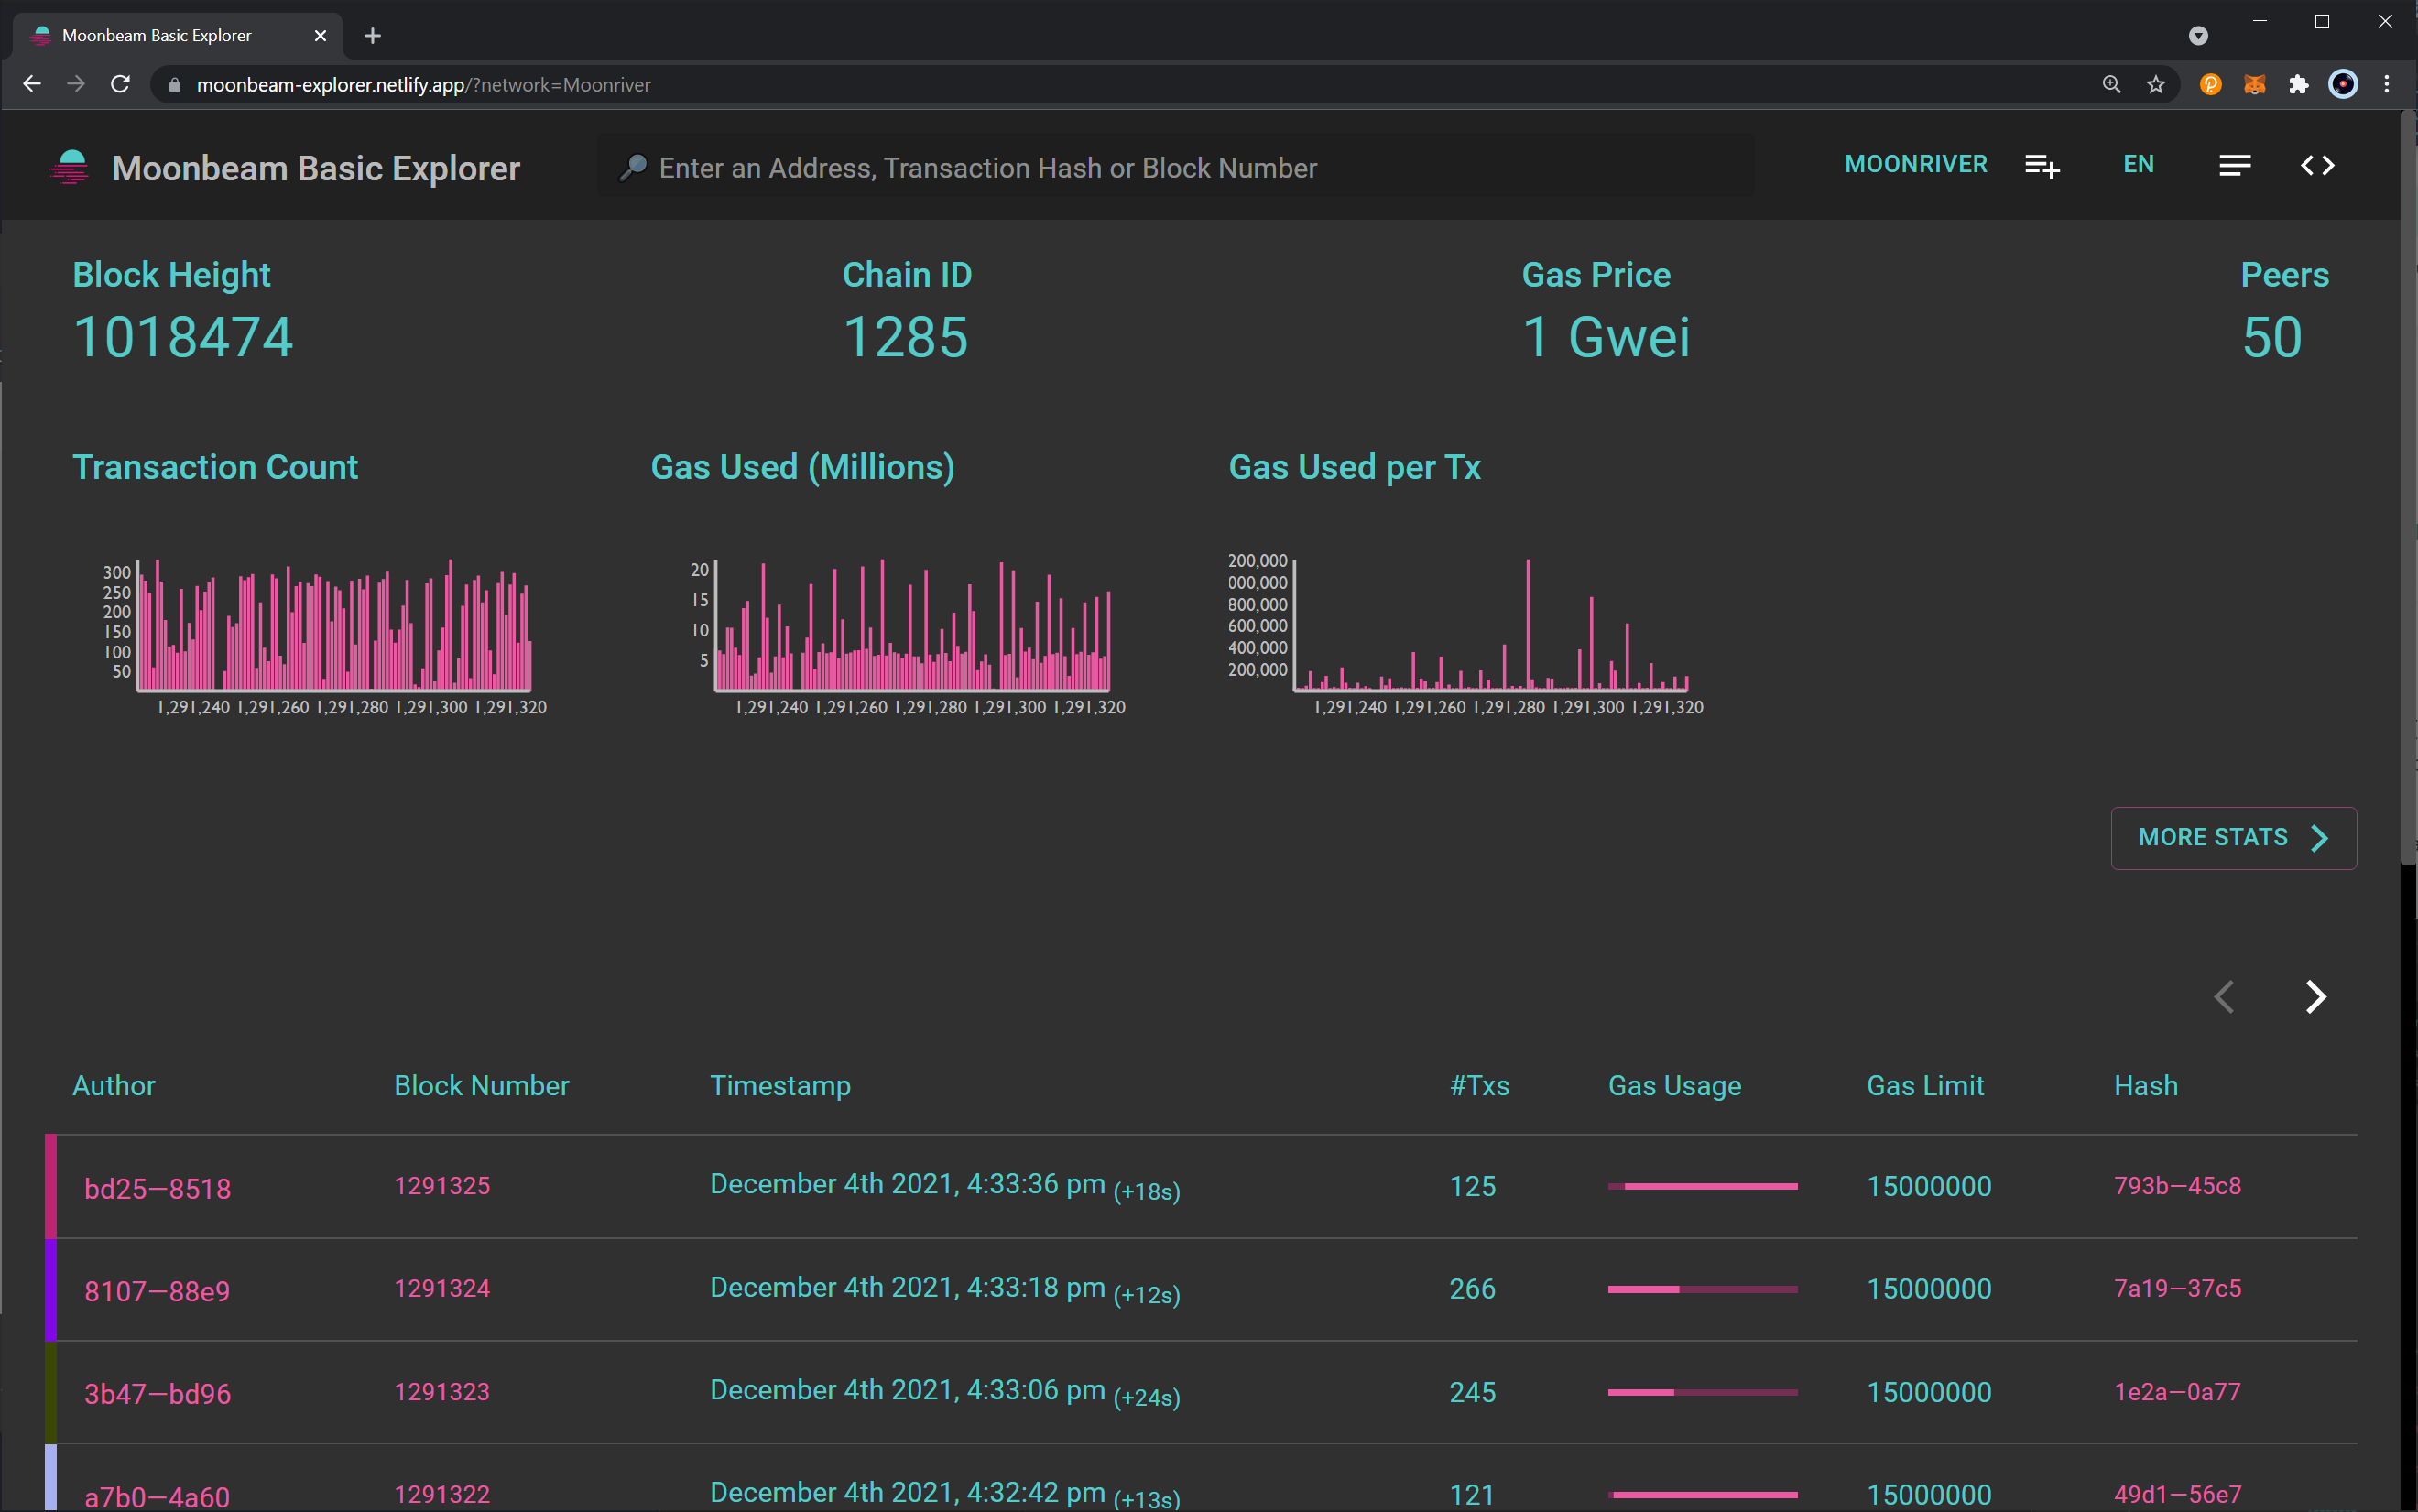 Moonbeam Basic Explorer
moonbeam-explorer.netlify.app/?network=Moonriver
Moonbeam Basic Explorer
Enter an Address, Transaction Hash or Block Number
MOONRIVER
EN
Block Height
1018474
Chain ID
1285
Gas Price
1 Gwei
Peers
50
Transaction Count
300
250
200
150
100
50
1,291,240 1,291,260 1,291,280 1,291,300 1,291,320
Gas Used (Millions)
20
15
10
5
1,291,240 1,291,260 1,291,280 1,291,300 1,291,320
Gas Used per Tx
200,000
000,000
800,000
600,000
400,000
200,000
1,291,240 1,291,260 1,291,280 1,291,300 1,291,320
MORE STATS
Author Block Number Timestamp #Txs Gas Usage Gas Limit Hash
bd25—8518 1291325 December 4th 2021, 4:33:36 pm (+18s) 125 15000000 793b—45c8
8107—88e9 1291324 December 4th 2021, 4:33:18 pm (+12s) 266 15000000 7a19—37c5
3b47—bd96 1291323 December 4th 2021, 4:33:06 pm (+24s) 245 15000000 1e2a—0a77
a7b0—4a60 1291322 December 4th 2021, 4:32:42 pm (+13s) 121 15000000 49d1—56e7